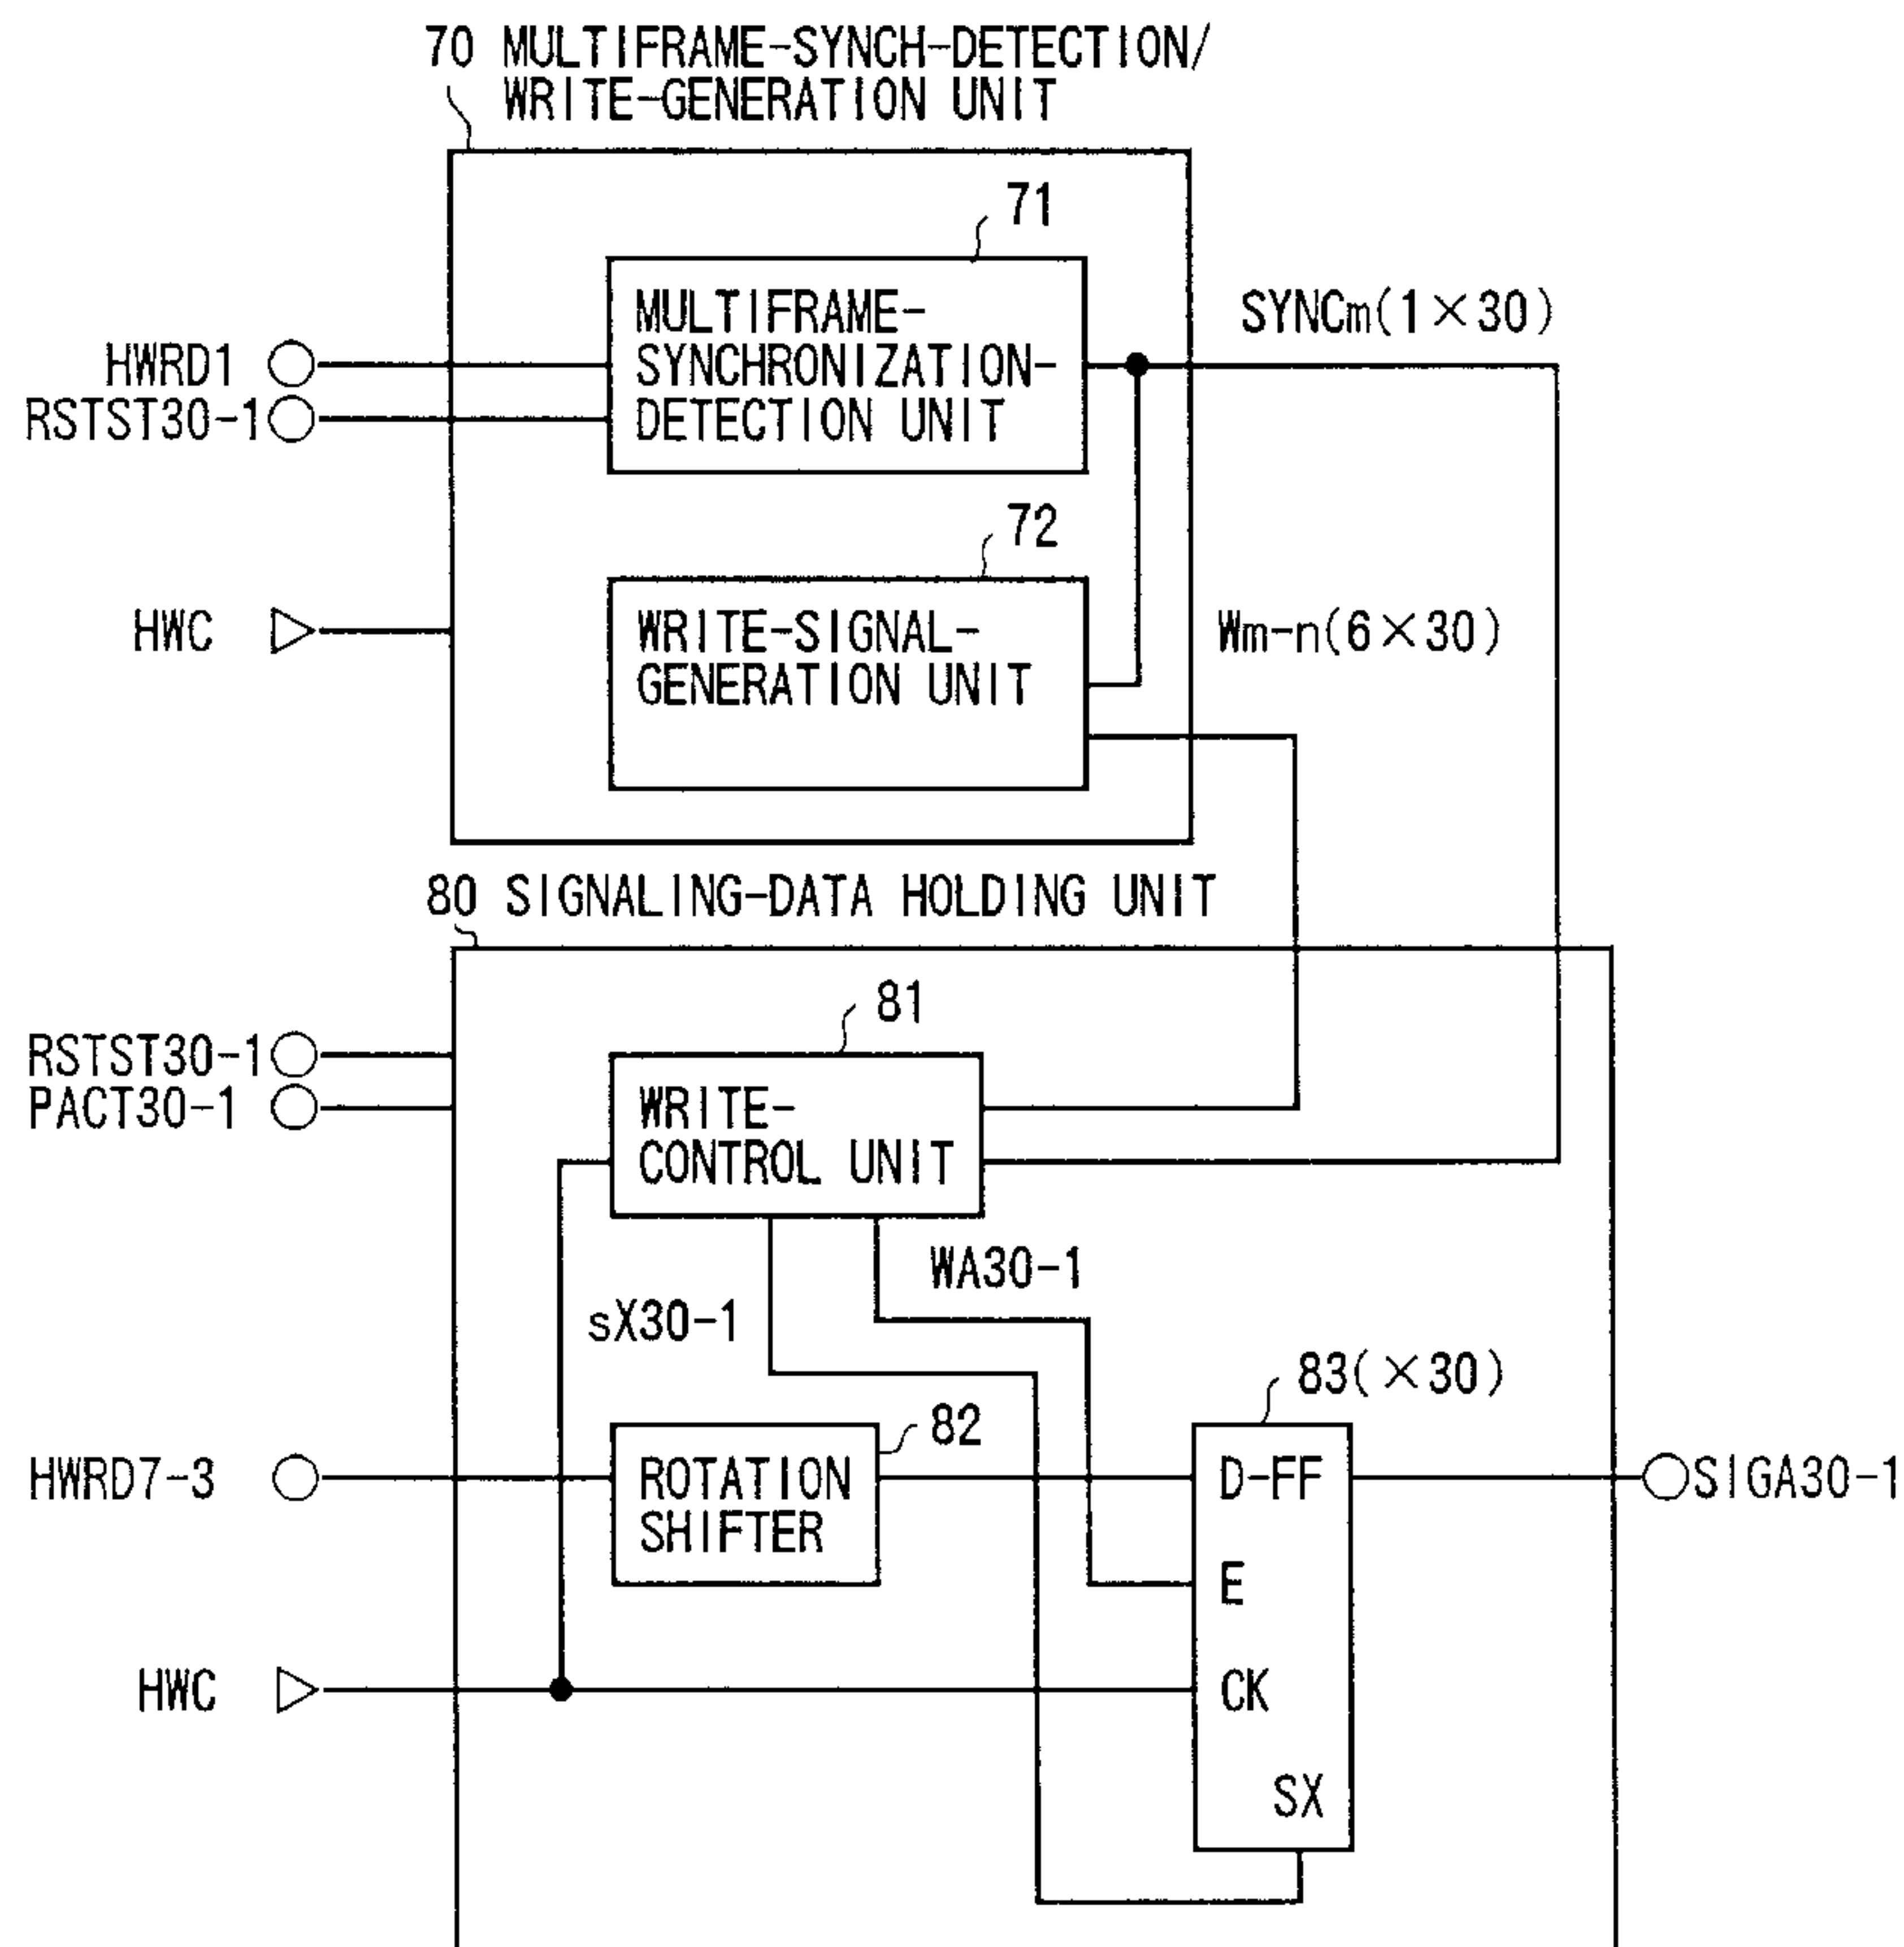 70 MULTIFRAME-SYNCH-DETECTION/
WRITE-GENERATION UNIT
71
MULTIFRAME-
SYNCHRONIZATION-
DETECTION UNIT
SYNCm(1×30)
HWRD1
RSTST30-1
72
HWC
WRITE-SIGNAL-
GENERATION UNIT
Wm-n(6×30)
80 SIGNALING-DATA HOLDING UNIT
81
RSTST30-1
PACT30-1
WRITE-
CONTROL UNIT
WA30-1
sX30-1
83(×30)
82
HWRD7-3
ROTATION
SHIFTER
D-FF
SIGA30-1
E
HWC
CK
SX